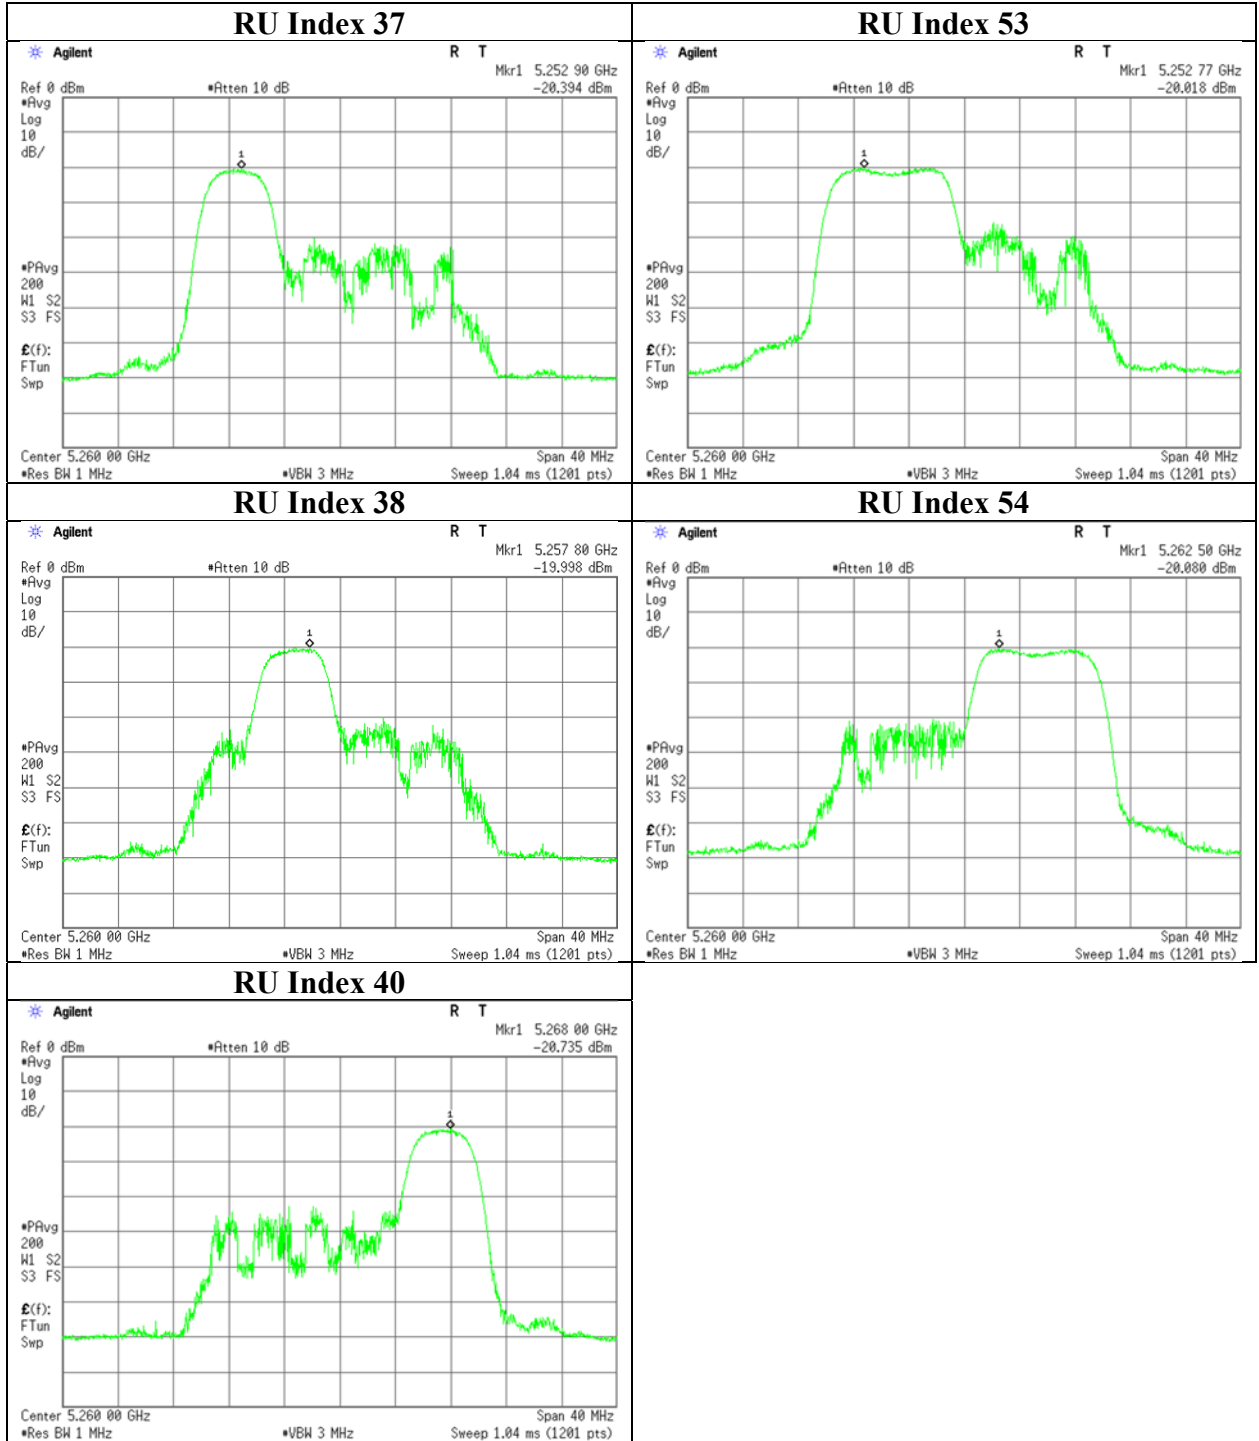 RU Index 37
Agilent
R T
Mkr1 5.252 90 GHz
Ref 0 dBm
#Atten 10 dB
-20.394 dBm
#Avg
Log
10
dB/
1
#PAvg
200
W1 S2
S3 FS
£(f):
FTun
Swp
Center 5.260 00 GHz
Span 40 MHz
#Res BW 1 MHz
#VBW 3 MHz
Sweep 1.04 ms (1201 pts)
RU Index 53
Agilent
R T
Mkr1 5.252 77 GHz
Ref 0 dBm
#Atten 10 dB
-20.018 dBm
#Avg
Log
10
dB/
1
#PAvg
200
W1 S2
S3 FS
£(f):
FTun
Swp
Center 5.260 00 GHz
Span 40 MHz
#Res BW 1 MHz
#VBW 3 MHz
Sweep 1.04 ms (1201 pts)
RU Index 38
Agilent
R T
Mkr1 5.257 80 GHz
Ref 0 dBm
#Atten 10 dB
-19.998 dBm
#Avg
Log
10
dB/
1
#PAvg
200
W1 S2
S3 FS
£(f):
FTun
Swp
Center 5.260 00 GHz
Span 40 MHz
#Res BW 1 MHz
#VBW 3 MHz
Sweep 1.04 ms (1201 pts)
RU Index 54
Agilent
R T
Mkr1 5.262 50 GHz
Ref 0 dBm
#Atten 10 dB
-20.080 dBm
#Avg
Log
10
dB/
1
#PAvg
200
W1 S2
S3 FS
£(f):
FTun
Swp
Center 5.260 00 GHz
Span 40 MHz
#Res BW 1 MHz
#VBW 3 MHz
Sweep 1.04 ms (1201 pts)
RU Index 40
Agilent
R T
Mkr1 5.268 00 GHz
Ref 0 dBm
#Atten 10 dB
-20.735 dBm
#Avg
Log
10
dB/
1
#PAvg
200
W1 S2
S3 FS
£(f):
FTun
Swp
Center 5.260 00 GHz
Span 40 MHz
#Res BW 1 MHz
#VBW 3 MHz
Sweep 1.04 ms (1201 pts)